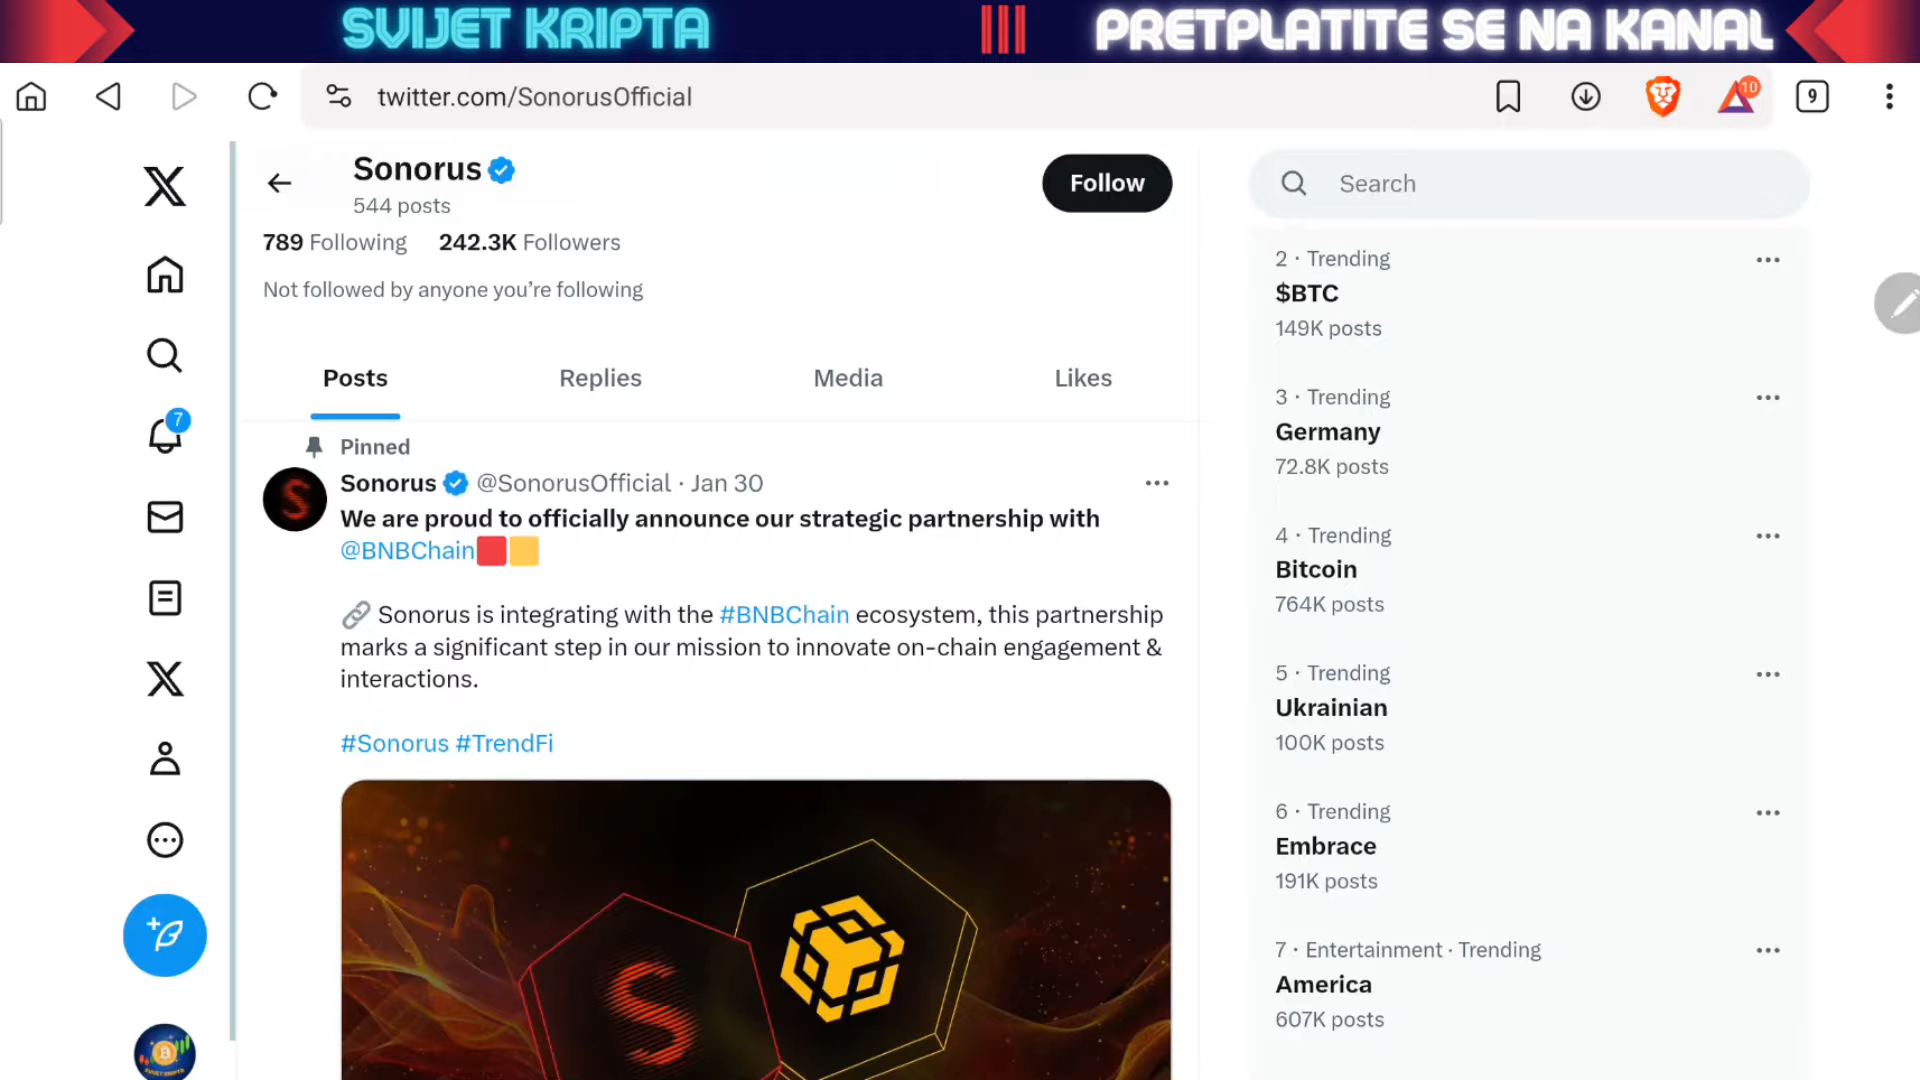 SVIJET KRIPTA
PRETPLATITE SE NA KANAL
twitter.com/SonorusOfficial
10
9
Sonorus
544 posts
Follow
789 Following 242.3K Followers
Not followed by anyone you’re following
Posts Replies Media Likes
Pinned
Sonorus @SonorusOfficial · Jan 30
We are proud to officially announce our strategic partnership with
@BNBChain
Sonorus is integrating with the #BNBChain ecosystem, this partnership
marks a significant step in our mission to innovate on-chain engagement &
interactions.
#Sonorus #TrendFi
S
7
Search
2 · Trending
$BTC
149K posts
3 · Trending
Germany
72.8K posts
4 · Trending
Bitcoin
764K posts
5 · Trending
Ukrainian
100K posts
6 · Trending
Embrace
191K posts
7 · Entertainment · Trending
America
607K posts
SVIJET KRIPTA